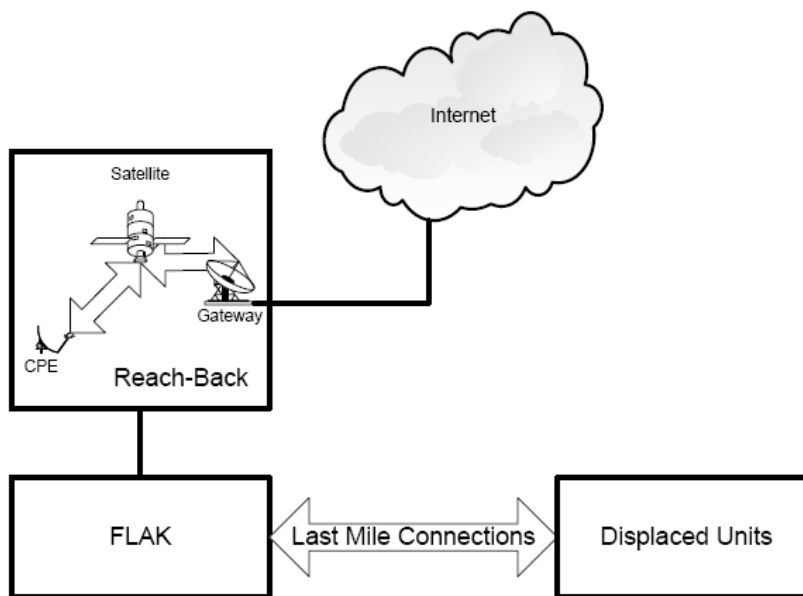 Internet
Satellite
Gateway
CPE
Reach-Back
FLAK
Last Mile Connections
Displaced Units